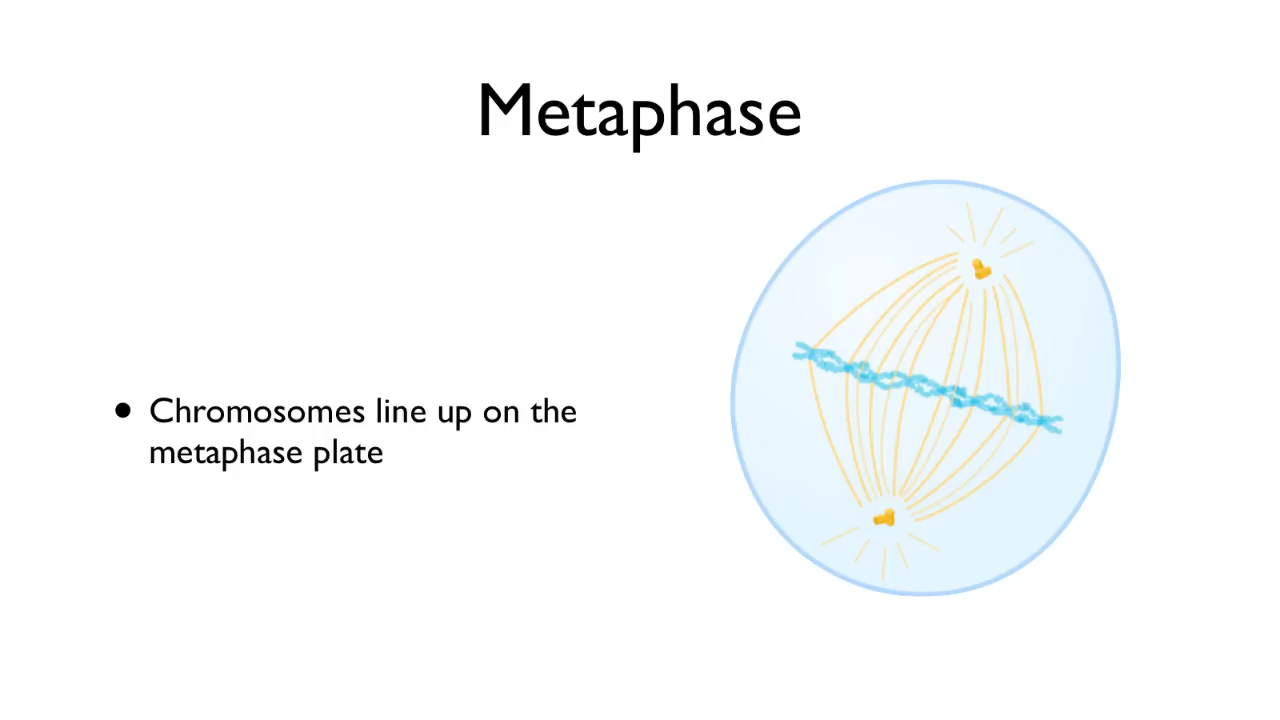 Metaphase
• Chromosomes line up on the
metaphase plate